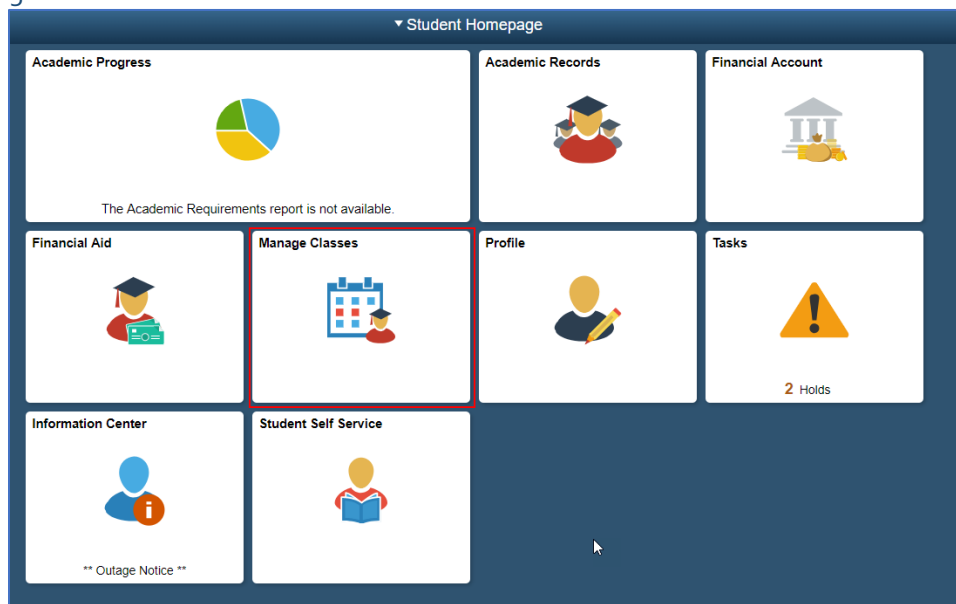 Student Homepage
Academic Progress
The Academic Requirements report is not available.
Academic Records
Financial Account
Financial Aid
Manage Classes
Profile
Tasks
2 Holds
Information Center
** Outage Notice **
Student Self Service